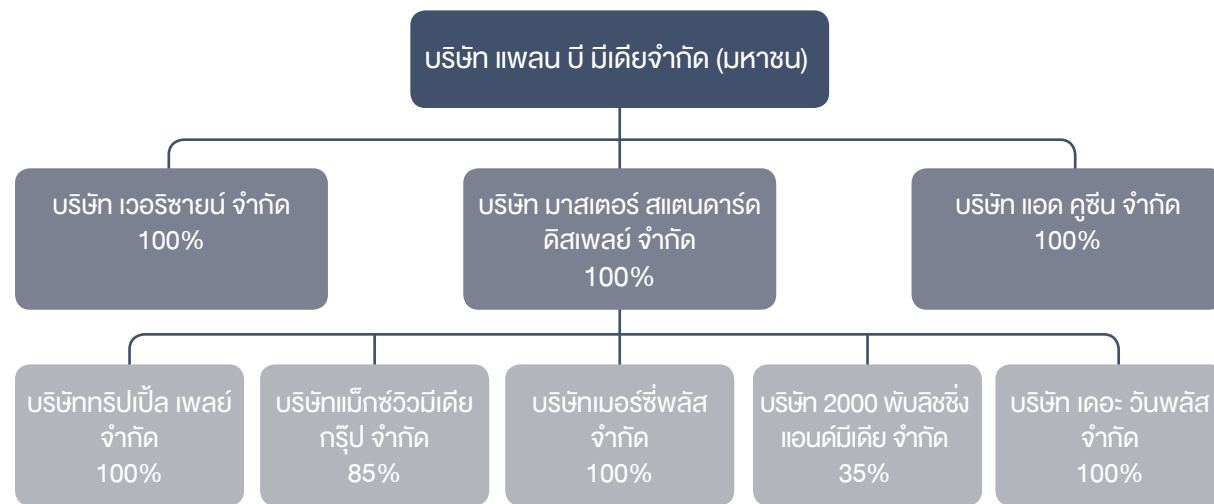 บริษัท แพลน บี มีเดียจำกัด (มหาชน)
บริษัท เวอริซายน์ จำกัด
100%
บริษัท มาสเตอร์ สแตนดาร์ด
ดิสเพลย์ จำกัด
100%
บริษัท แอด คูซีน จำกัด
100%
บริษัททริปเปิ้ล เพลย์
จำกัด
100%
บริษัทแม็กซ์วิวมีเดีย
กรุ๊ป จำกัด
85%
บริษัทเมอร์ซี่พลัส
จำกัด
100%
บริษัท 2000 พับลิชชิ่ง
แอนด์มีเดีย จำกัด
35%
บริษัท เดอะ วันพลัส
จำกัด
100%